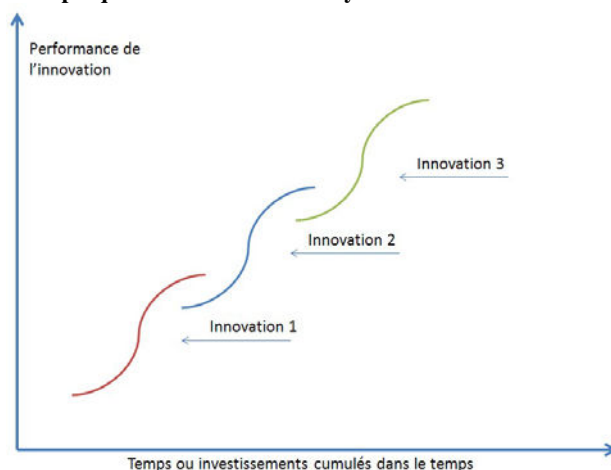 Performance de
l'innovation
Innovation 3
Innovation 2
Innovation 1
Temps ou investissements cumulés dans le temps